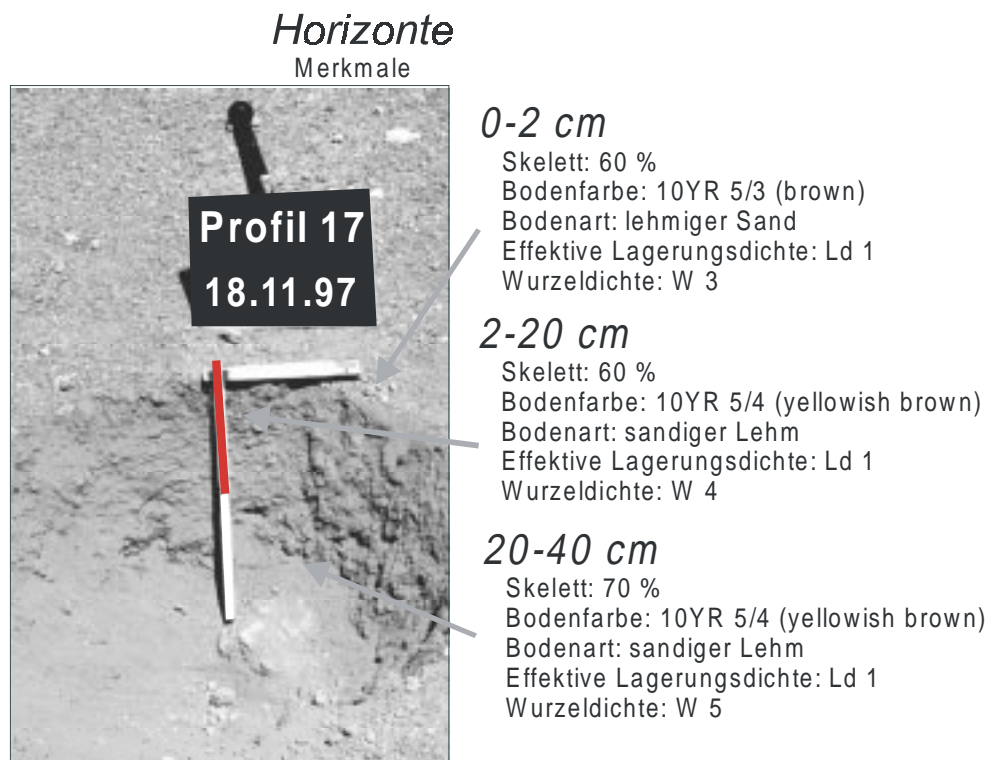 Horizonte
Merkmale
Profil 17
18.11.97
0-2 cm
Skelett: 60 %
Bodenfarbe: 10YR 5/3 (brown)
Bodenart: lehmiger Sand
Effektive Lagerungsdichte: Ld 1
Wurzeldichte: W 3
2-20 cm
Skelett: 60 %
Bodenfarbe: 10YR 5/4 (yellowish brown)
Bodenart: sandiger Lehm
Effektive Lagerungsdichte: Ld 1
Wurzeldichte: W 4
20-40 cm
Skelett: 70 %
Bodenfarbe: 10YR 5/4 (yellowish brown)
Bodenart: sandiger Lehm
Effektive Lagerungsdichte: Ld 1
Wurzeldichte: W 5